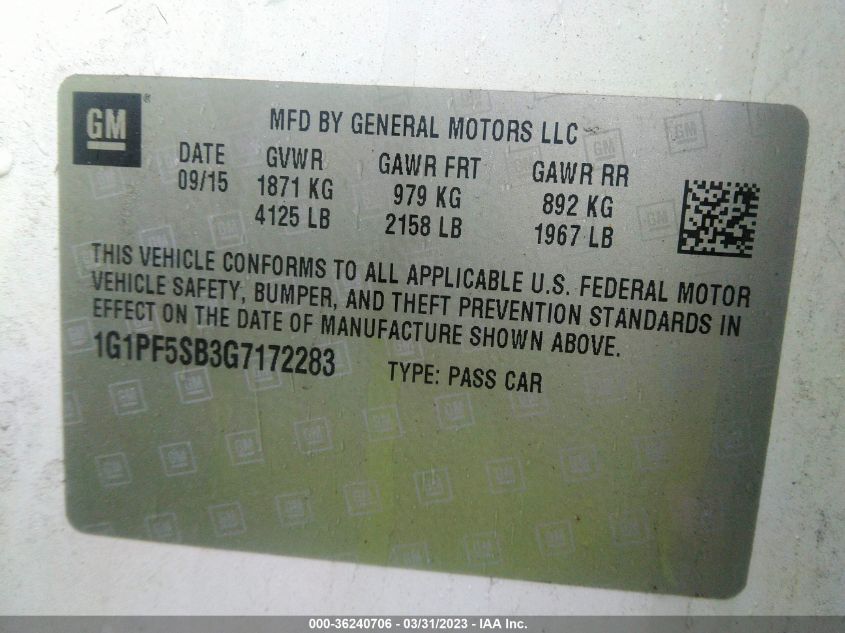 GM ®
MFD BY GENERAL MOTORS LLC
DATE GVWR GAWR FRT GAWR RR
09/15 1871 KG 979 KG 892 KG
4125 LB 2158 LB 1967 LB
THIS VEHICLE CONFORMS TO ALL APPLICABLE U.S. FEDERAL MOTOR
VEHICLE SAFETY, BUMPER, AND THEFT PREVENTION STANDARDS IN
EFFECT ON THE DATE OF MANUFACTURE SHOWN ABOVE.
1G1PF5SB3G7172283 TYPE: PASS CAR
000-36240706 - 03/31/2023 - IAA Inc.